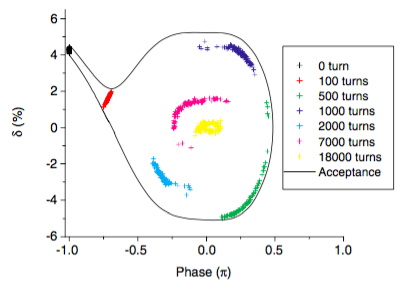 6
4
2
0
-2
-4
-6
δ (%)
-1.0
-0.5
0.0
0.5
1.0
Phase (π)
0 turn
100 turns
500 turns
1000 turns
2000 turns
7000 turns
18000 turns
Acceptance